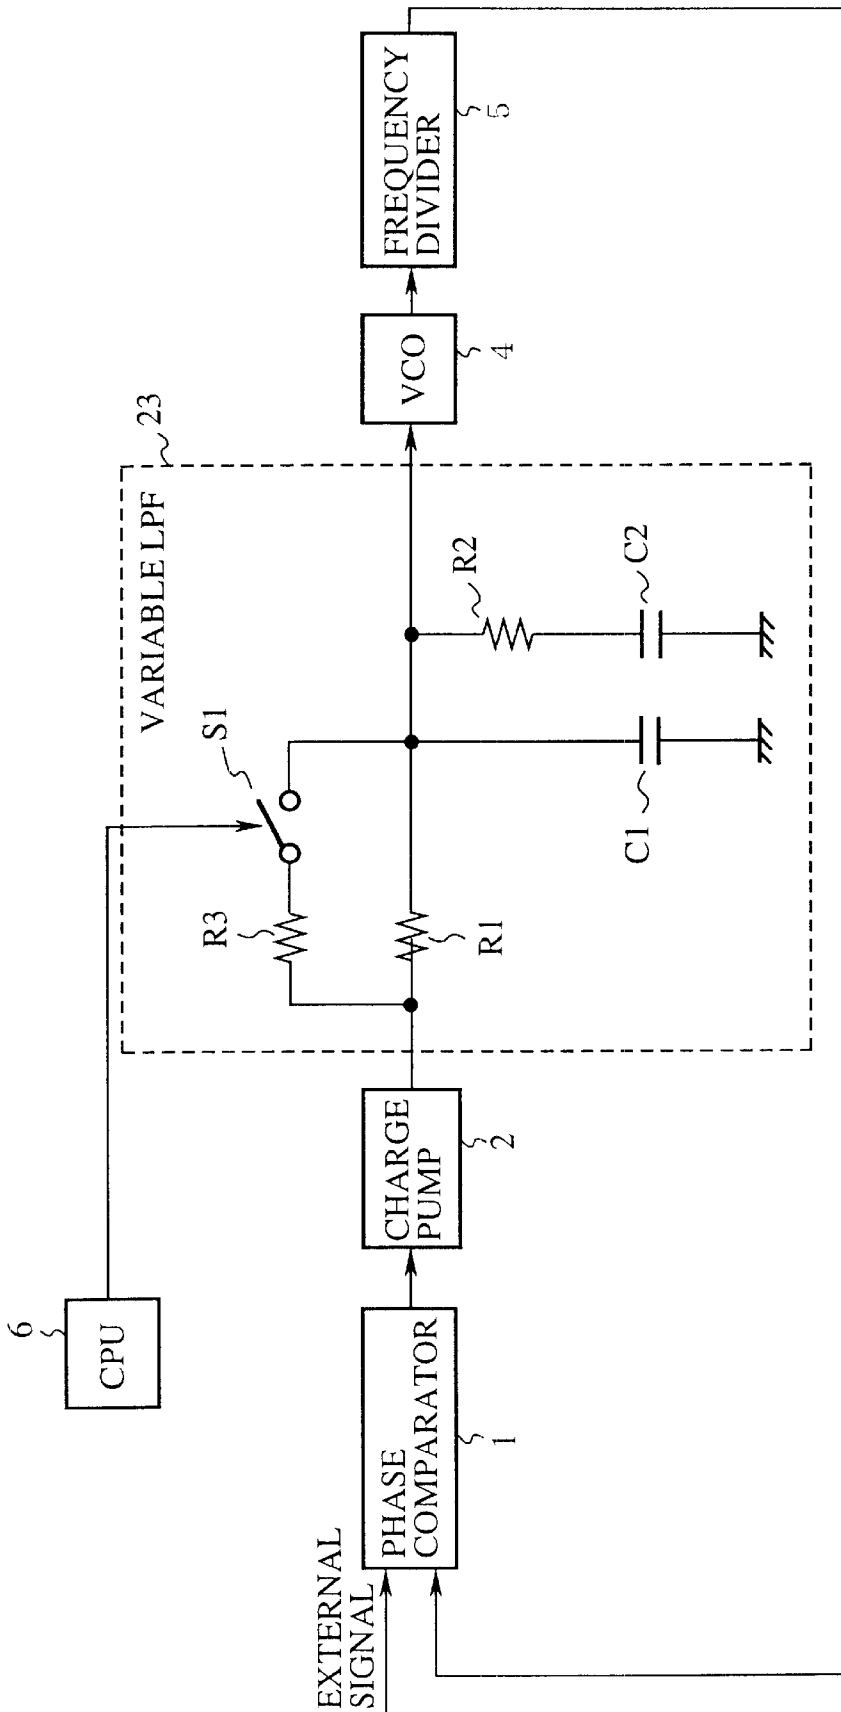 6
CPU
23
VARIABLE LPF
S1
R3
R1
R2
C1
C2
EXTERNAL
SIGNAL
PHASE
COMPARATOR
1
CHARGE
PUMP
2
VCO
4
FREQUENCY
DIVIDER
5